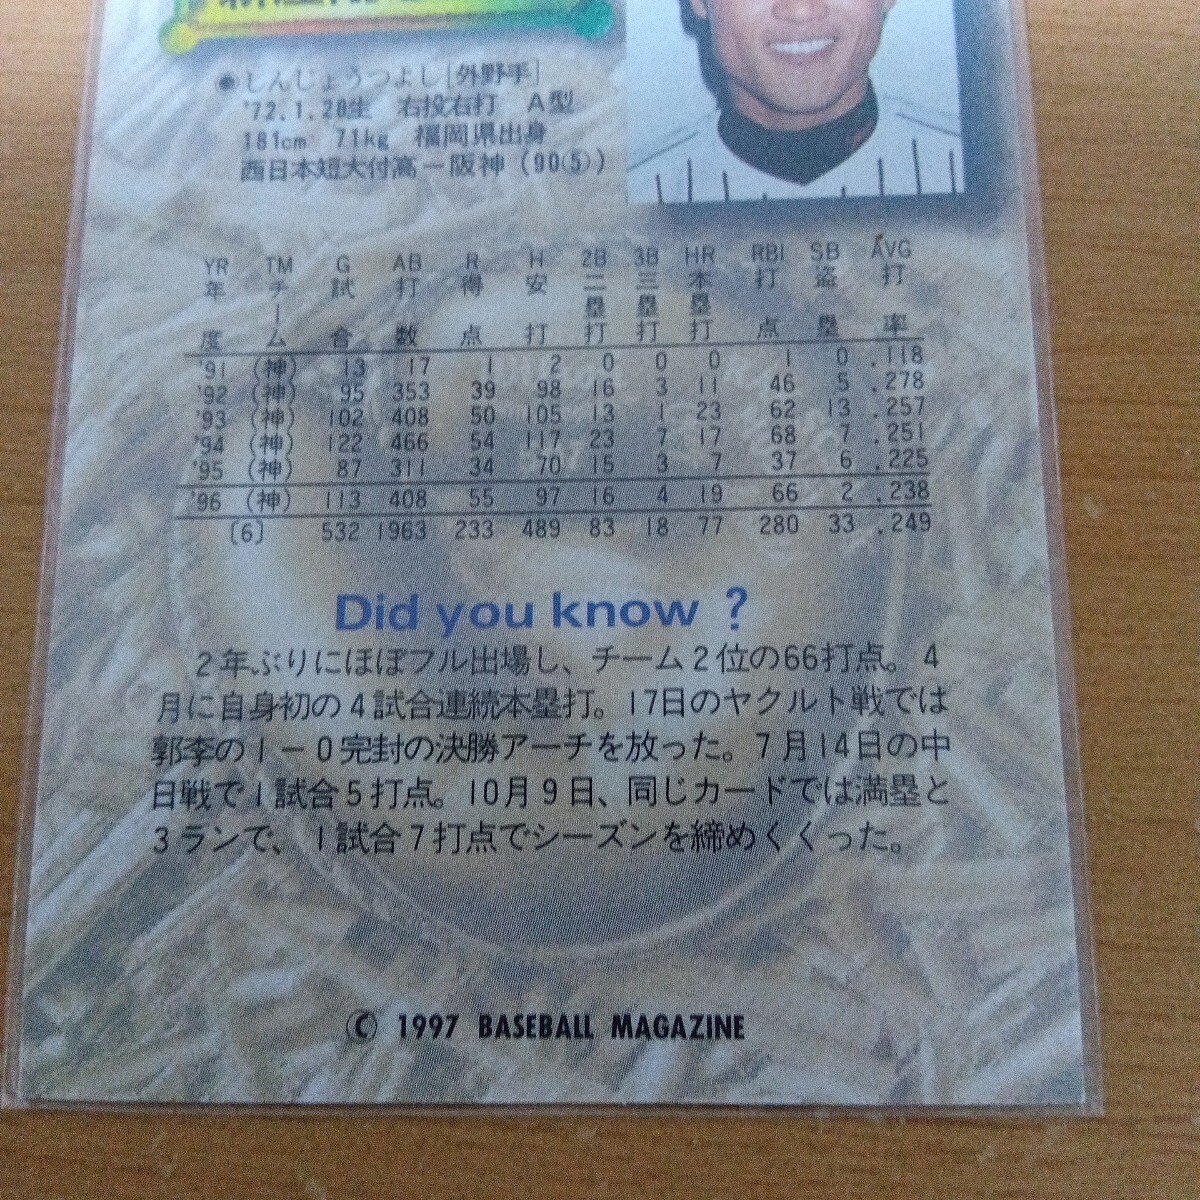 ●しんじょうつよし[外野手]
'72.1.28生 右投右打 A型
181cm 71kg 福岡県出身
西日本短大付高ー阪神(90⑤)
YR TM G AB R H 2B 3B HR RBI SB AVG
年度 チーム 試合 打数 得点 安打 二塁打 三塁打 本塁打 打点 盗塁 打率
'91 (神) 13 17 1 2 0 0 0 1 0 .118
'92 (神) 95 353 39 98 16 3 11 46 5 .278
'93 (神) 102 408 50 105 13 1 23 62 13 .257
'94 (神) 122 466 54 117 23 7 17 68 7 .251
'95 (神) 87 311 34 70 15 3 7 37 6 .225
'96 (神) 113 408 55 97 16 4 19 66 2 .238
〔6〕 532 1963 233 489 83 18 77 280 33 .249
Did you know ?
2年ぶりにほぼフル出場し、チーム2位の66打点。4
月に自身初の4試合連続本塁打。17日のヤクルト戦では
郭李の1−0完封の決勝アーチを放った。7月14日の中
日戦で1試合5打点。10月9日、同じカードでは満塁と
3ランで、1試合7打点でシーズンを締めくくった。
© 1997 BASEBALL MAGAZINE